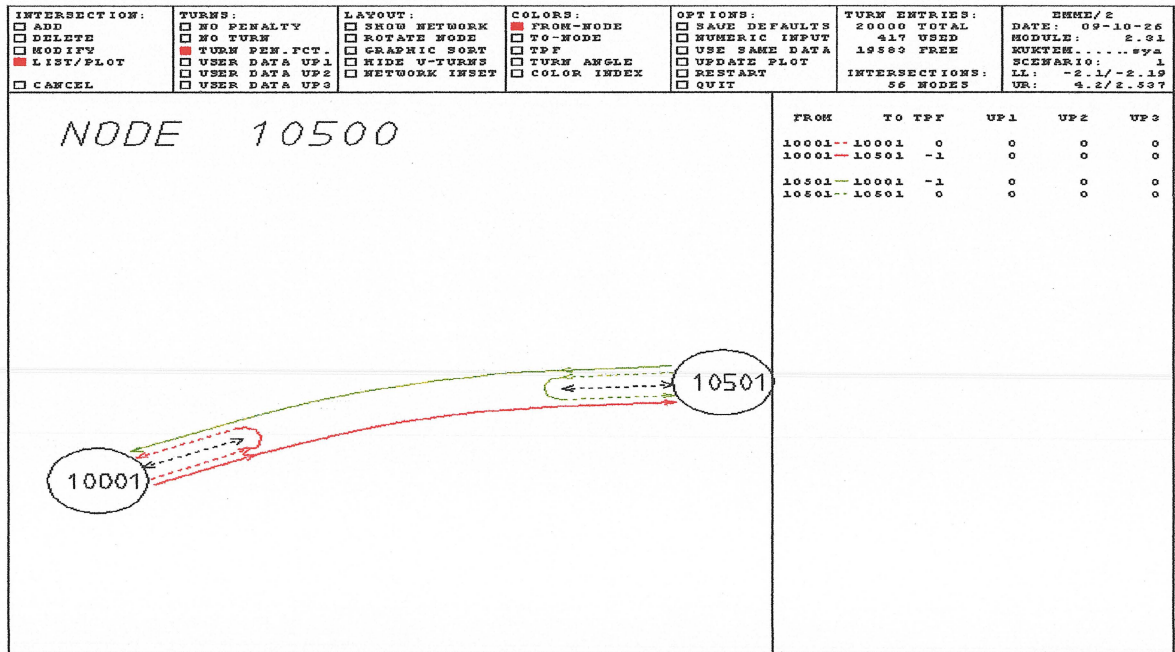 INTERSECTION:
ADD
DELETE
MODIFY
LIST/PLOT
CANCEL
TURNS:
NO PENALTY
NO TURN
TURN PEN.FCT.
USER DATA UP1
USER DATA UP2
USER DATA UP3
LAYOUT:
SHOW NETWORK
ROTATE NODE
GRAPHIC SORT
HIDE U-TURNS
NETWORK INSET
COLORS:
FROM-NODE
TO-NODE
TPF
TURN ANGLE
COLOR INDEX
OPTIONS:
SAVE DEFAULTS
NUMERIC INPUT
USE SAME DATA
UPDATE PLOT
RESTART
QUIT
TURN ENTRIES:
20000 TOTAL
417 USED
19583 FREE
INTERSECTIONS:
56 NODES
EMME/2
DATE: 09-10-26
MODULE: 2.31
KUKTEM......sya
SCENARIO: 1
LL: -2.1/-2.19
UR: 4.2/2.537
NODE 10500
FROM TO TPF UP1 UP2 UP3
10001-- 10001 0 0 0 0
10001— 10501 -1 0 0 0
10501— 10001 -1 0 0 0
10501-- 10501 0 0 0 0
10501
10001